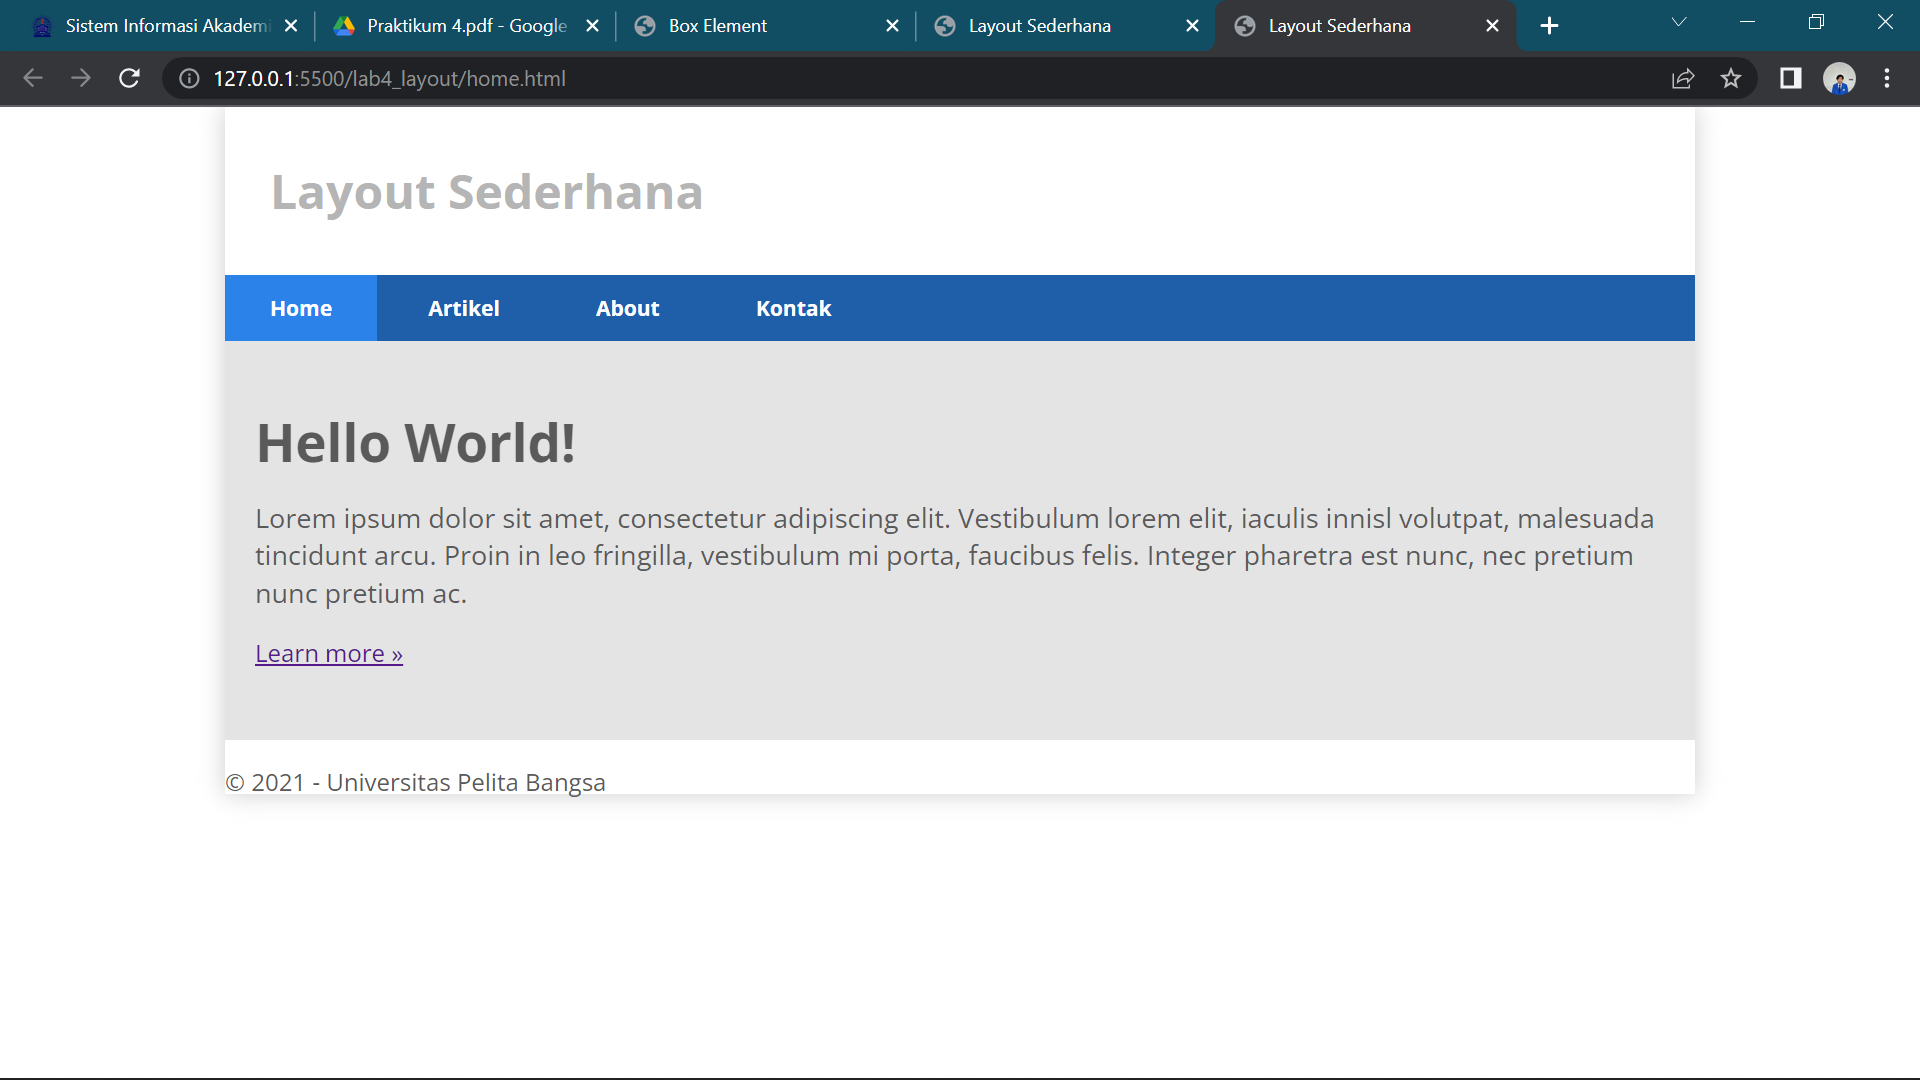 Sistem Informasi Akademi
Praktikum 4.pdf - Google
Box Element
Layout Sederhana
Layout Sederhana
127.0.0.1:5500/lab4_layout/home.html
Layout Sederhana
Home
Artikel
About
Kontak
Hello World!
Lorem ipsum dolor sit amet, consectetur adipiscing elit. Vestibulum lorem elit, iaculis innisl volutpat, malesuada
tincidunt arcu. Proin in leo fringilla, vestibulum mi porta, faucibus felis. Integer pharetra est nunc, nec pretium
nunc pretium ac.
Learn more »
© 2021 - Universitas Pelita Bangsa